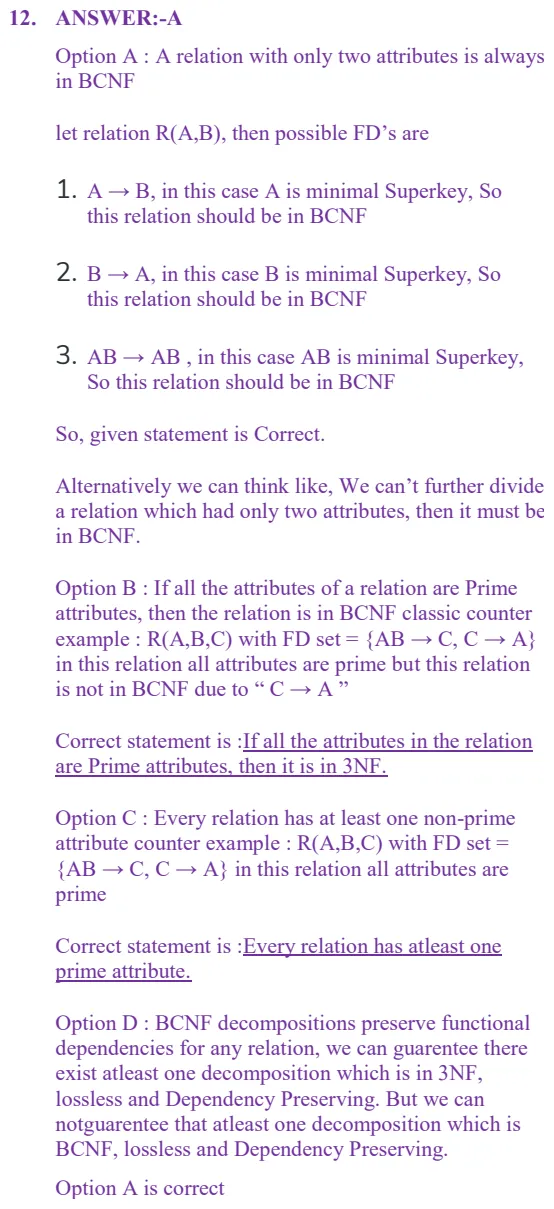 12. ANSWER:-A
Option A : A relation with only two attributes is always
in BCNF
let relation R(A,B), then possible FD’s are
1. A → B, in this case A is minimal Superkey, So
this relation should be in BCNF
2. B → A, in this case B is minimal Superkey, So
this relation should be in BCNF
3. AB → AB , in this case AB is minimal Superkey,
So this relation should be in BCNF
So, given statement is Correct.
Alternatively we can think like, We can’t further divide
a relation which had only two attributes, then it must be
in BCNF.
Option B : If all the attributes of a relation are Prime
attributes, then the relation is in BCNF classic counter
example : R(A,B,C) with FD set = {AB → C, C → A}
in this relation all attributes are prime but this relation
is not in BCNF due to “ C → A ”
Correct statement is :If all the attributes in the relation
are Prime attributes, then it is in 3NF.
Option C : Every relation has at least one non-prime
attribute counter example : R(A,B,C) with FD set =
{AB → C, C → A} in this relation all attributes are
prime
Correct statement is :Every relation has atleast one
prime attribute.
Option D : BCNF decompositions preserve functional
dependencies for any relation, we can guarentee there
exist atleast one decomposition which is in 3NF,
lossless and Dependency Preserving. But we can
notguarentee that atleast one decomposition which is
BCNF, lossless and Dependency Preserving.
Option A is correct